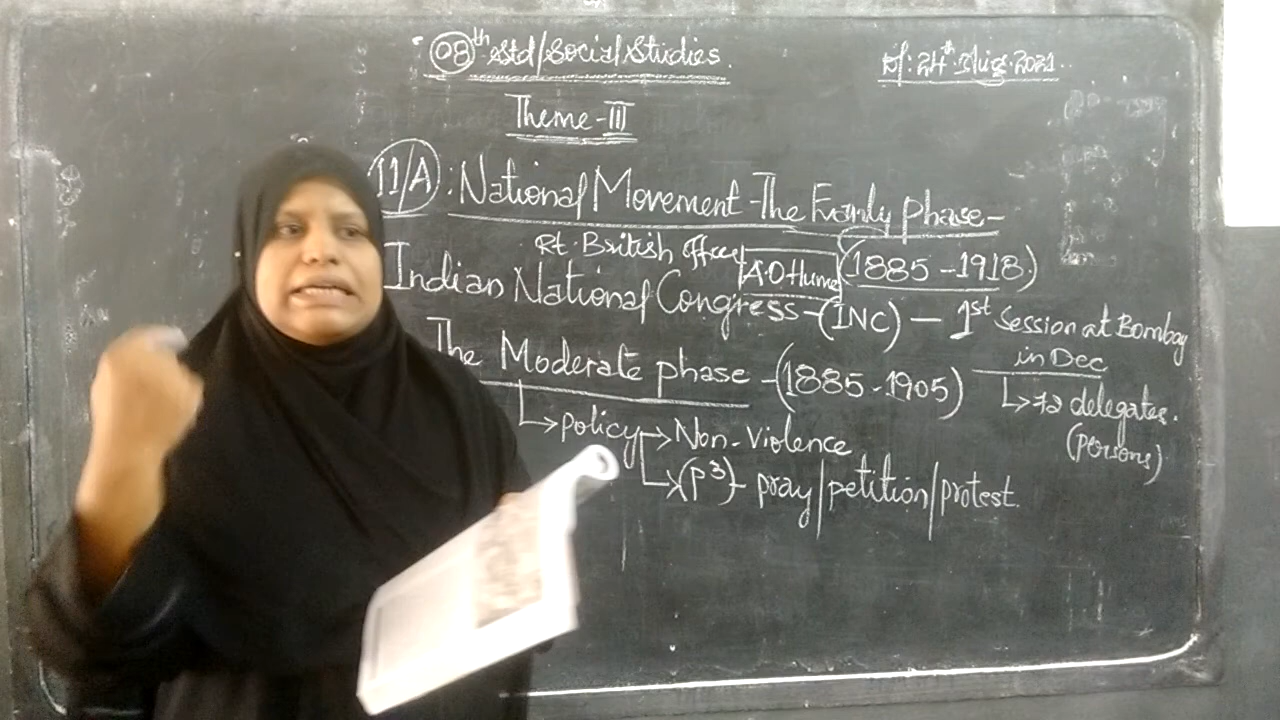 08th Std/Social Studies.
Dt: 24th Aug. 2021.
Theme-III
11/A : National Movement -The Early phase-
(1885 -1918)
Rt. British officer A.O Hume
Indian National Congress -(INC) - 1st Session at Bombay
in Dec
↳ 72 delegates.
(persons)
The Moderate phase -(1885 -1905)
↳ policy → Non-Violence
↳ (P³)- pray/petition/protest.